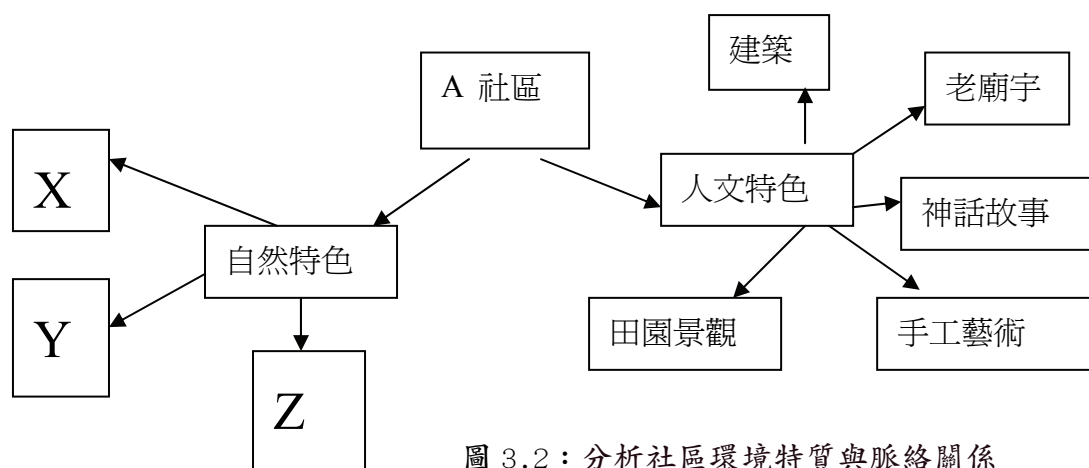 建築
A 社區
老廟宇
X
人文特色
神話故事
自然特色
Y
田園景觀
手工藝術
Z
圖 3.2：分析社區環境特質與脈絡關係